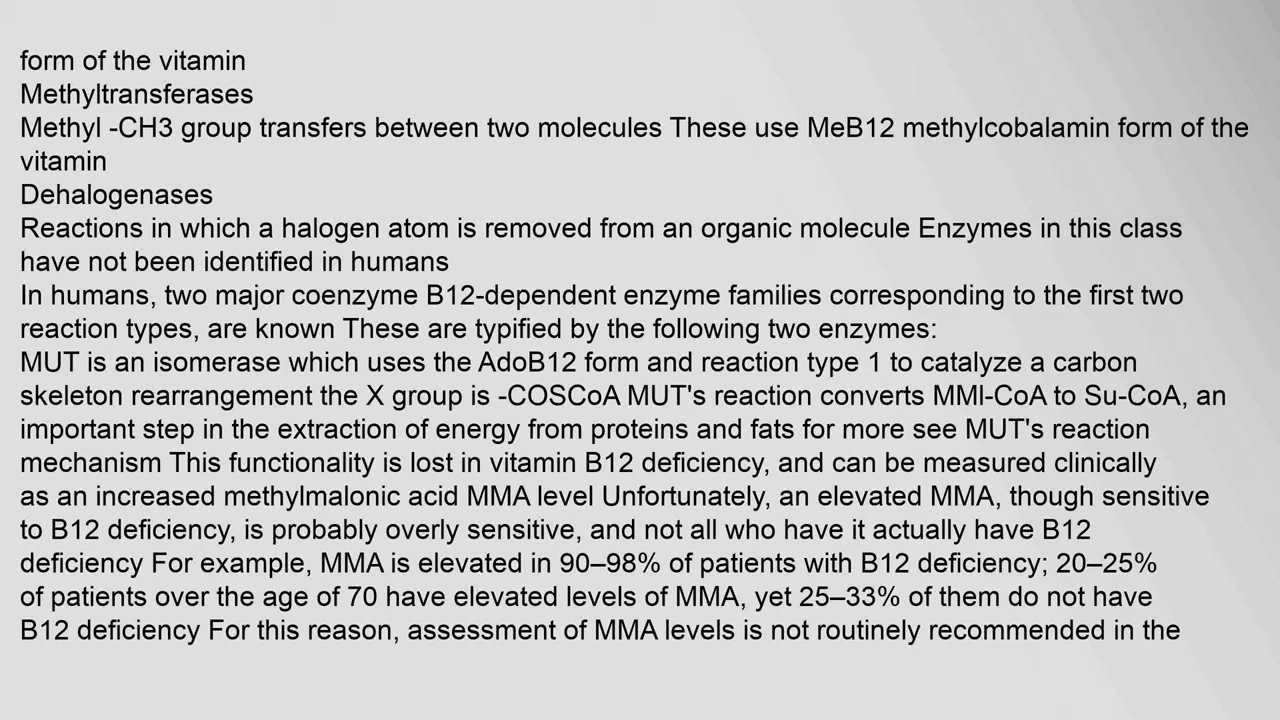 form of the vitamin
Methyltransferases
Methyl -CH3 group transfers between two molecules These use MeB12 methylcobalamin form of the
vitamin
Dehalogenases
Reactions in which a halogen atom is removed from an organic molecule Enzymes in this class
have not been identified in humans
In humans, two major coenzyme B12-dependent enzyme families corresponding to the first two
reaction types, are known These are typified by the following two enzymes:
MUT is an isomerase which uses the AdoB12 form and reaction type 1 to catalyze a carbon
skeleton rearrangement the X group is -COSCoA MUT's reaction converts MMl-CoA to Su-CoA, an
important step in the extraction of energy from proteins and fats for more see MUT's reaction
mechanism This functionality is lost in vitamin B12 deficiency, and can be measured clinically
as an increased methylmalonic acid MMA level Unfortunately, an elevated MMA, though sensitive
to B12 deficiency, is probably overly sensitive, and not all who have it actually have B12
deficiency For example, MMA is elevated in 90–98% of patients with B12 deficiency; 20–25%
of patients over the age of 70 have elevated levels of MMA, yet 25–33% of them do not have
B12 deficiency For this reason, assessment of MMA levels is not routinely recommended in the